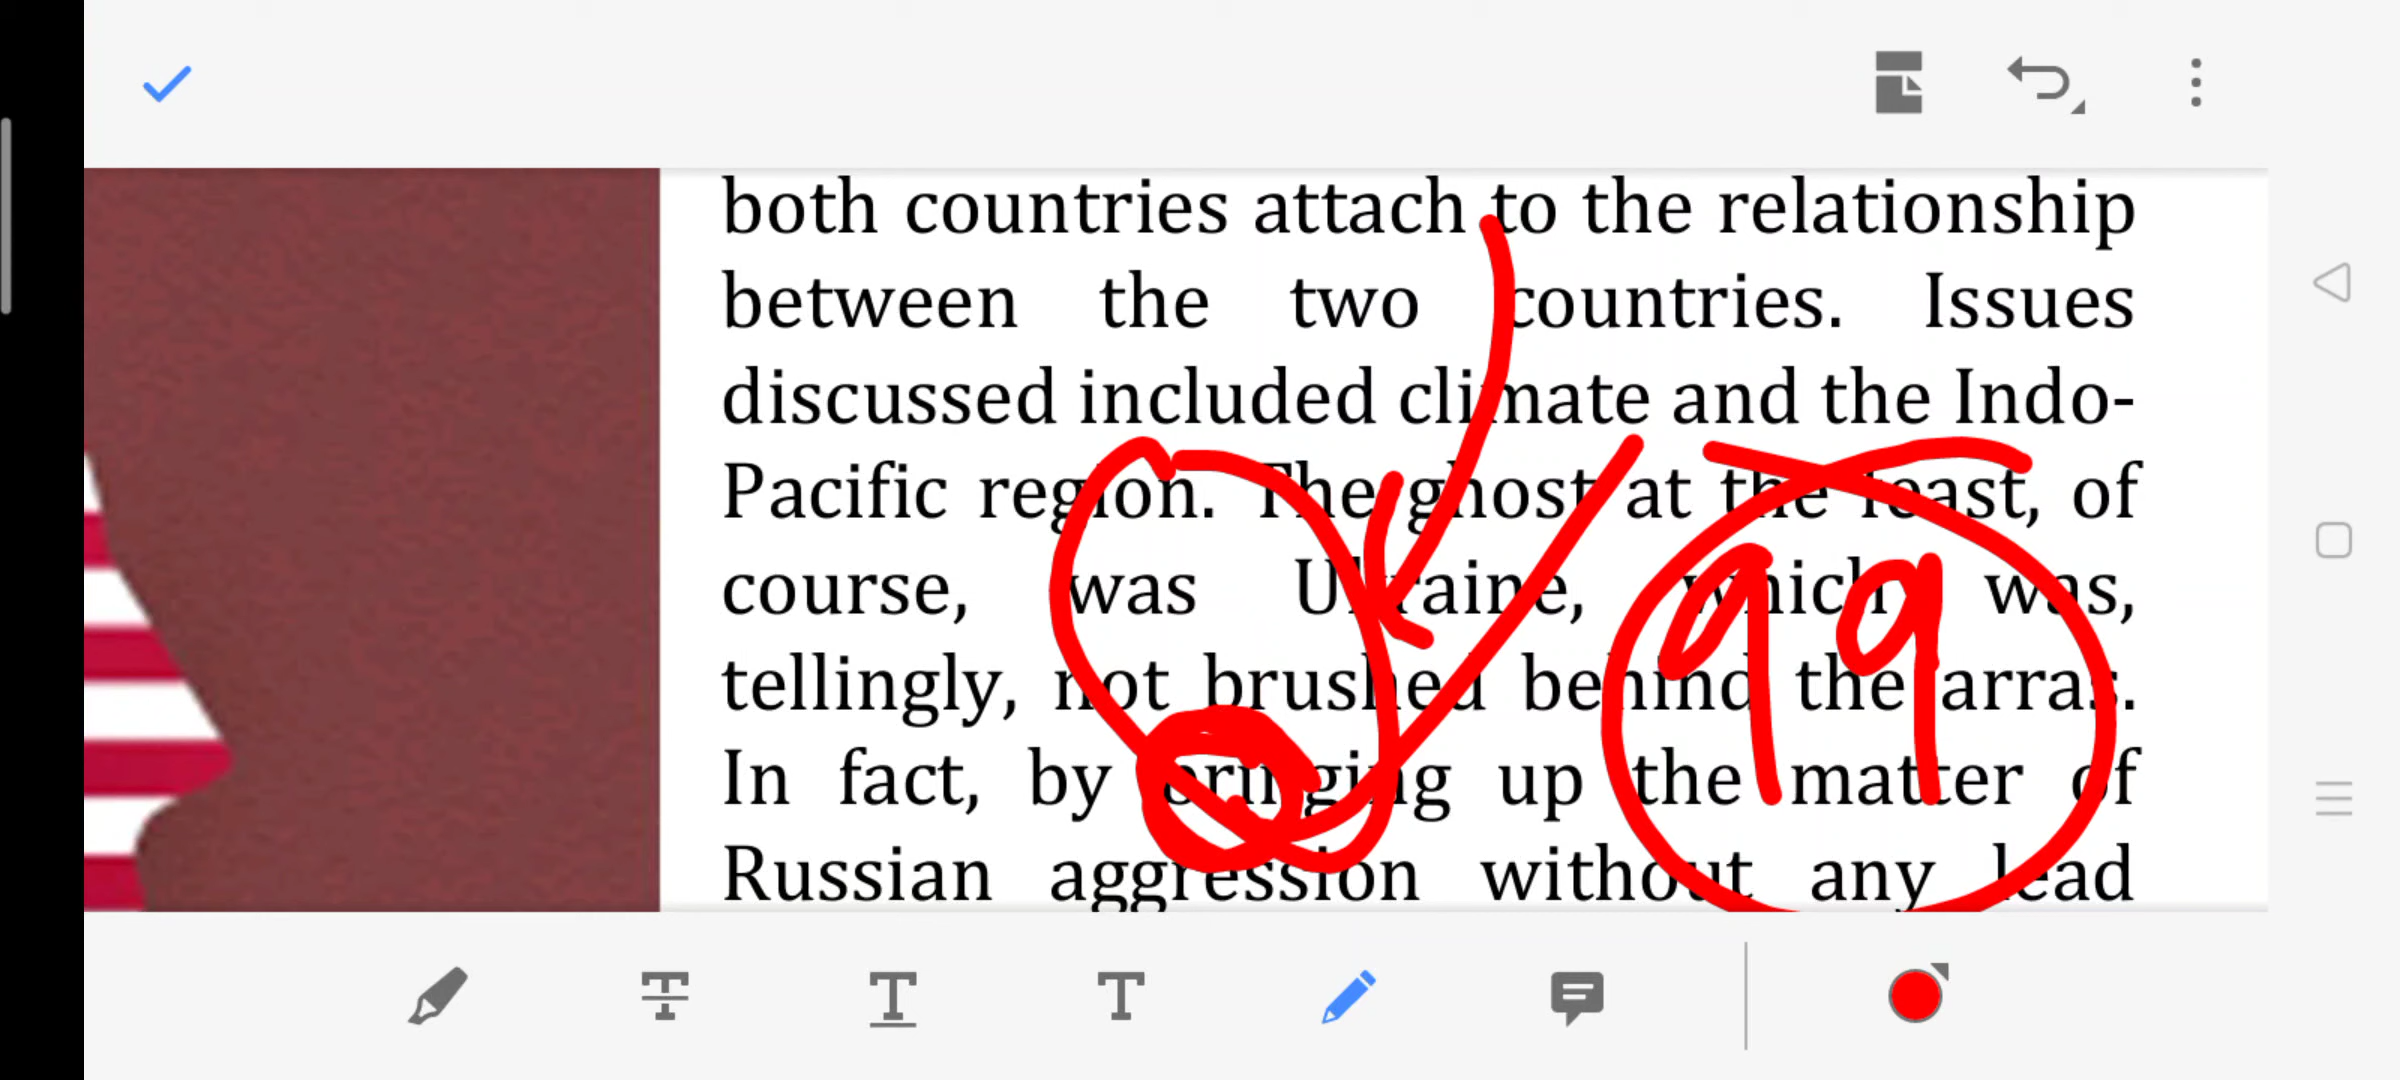 both countries attach to the relationship
between the two countries. Issues
discussed included climate and the Indo-
Pacific region. The ghost at the feast, of
course, was Ukraine, which was,
tellingly, not brushed behind the arras.
In fact, by bringing up the matter of
Russian aggression without any lead
99